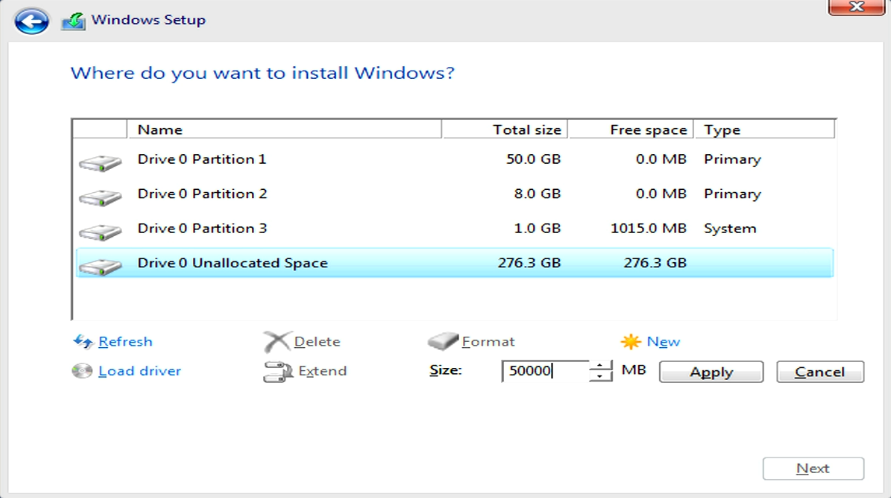 Windows Setup
Where do you want to install Windows?
Name Total size Free space Type
Drive 0 Partition 1 50.0 GB 0.0 MB Primary
Drive 0 Partition 2 8.0 GB 0.0 MB Primary
Drive 0 Partition 3 1.0 GB 1015.0 MB System
Drive 0 Unallocated Space 276.3 GB 276.3 GB
Refresh Delete Format New
Load driver Extend Size: 50000 MB Apply Cancel
Next